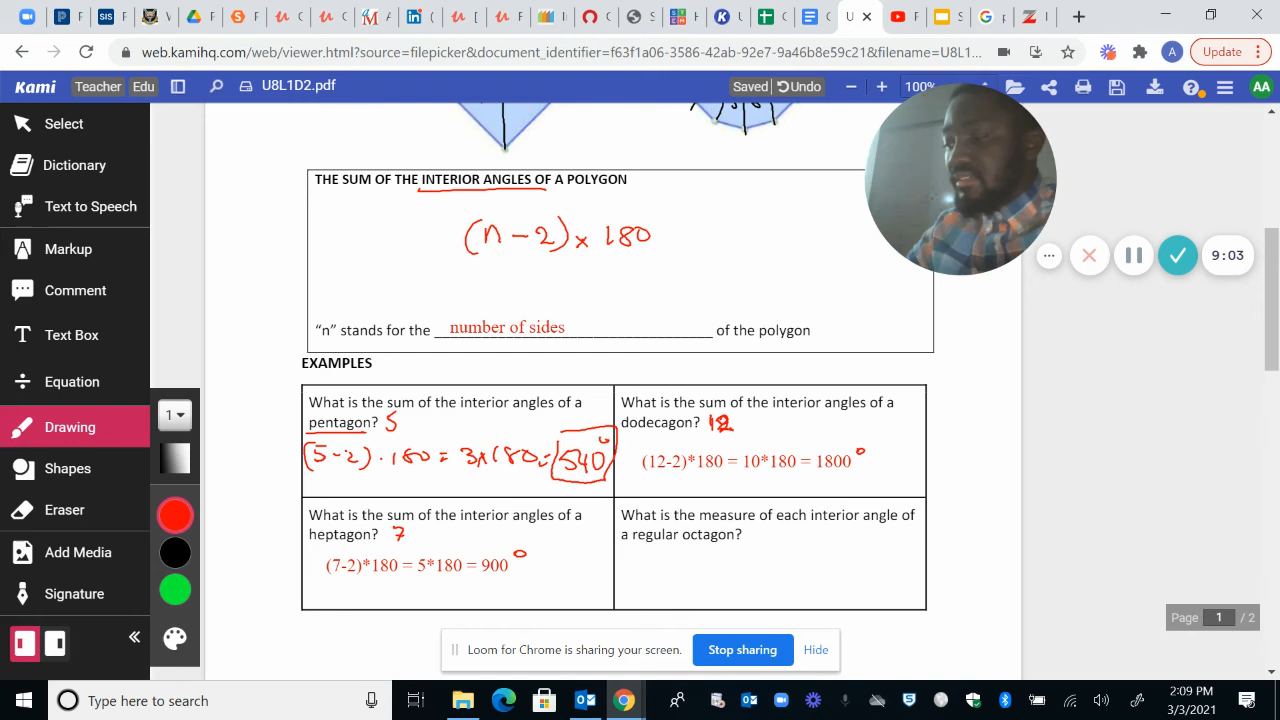 U
S
G
Z
Update
web.kamihq.com/web/viewer.html?source=filepicker&document_identifier=f63f1a06-3586-42ab-92e7-9a46b8e59c21&filename=U8L1D2.pdf
A
Kami Teacher Edu U8L1D2.pdf Saved Undo 100% AA
Select
Dictionary
Text to Speech
Markup
Comment
Text Box
Equation
Drawing
Shapes
Eraser
Add Media
Signature
1
THE SUM OF THE INTERIOR ANGLES OF A POLYGON
(n - 2) × 180
"n" stands for the number of sides of the polygon
EXAMPLES
What is the sum of the interior angles of a
pentagon? 5
(5-2) · 180 = 3×180 = 540°
What is the sum of the interior angles of a
dodecagon? 12
(12-2)*180 = 10*180 = 1800°
What is the sum of the interior angles of a
heptagon? 7
(7-2)*180 = 5*180 = 900°
What is the measure of each interior angle of
a regular octagon?
9:03
Page 1 / 2
Loom for Chrome is sharing your screen. Stop sharing Hide
Type here to search
2:09 PM
3/3/2021